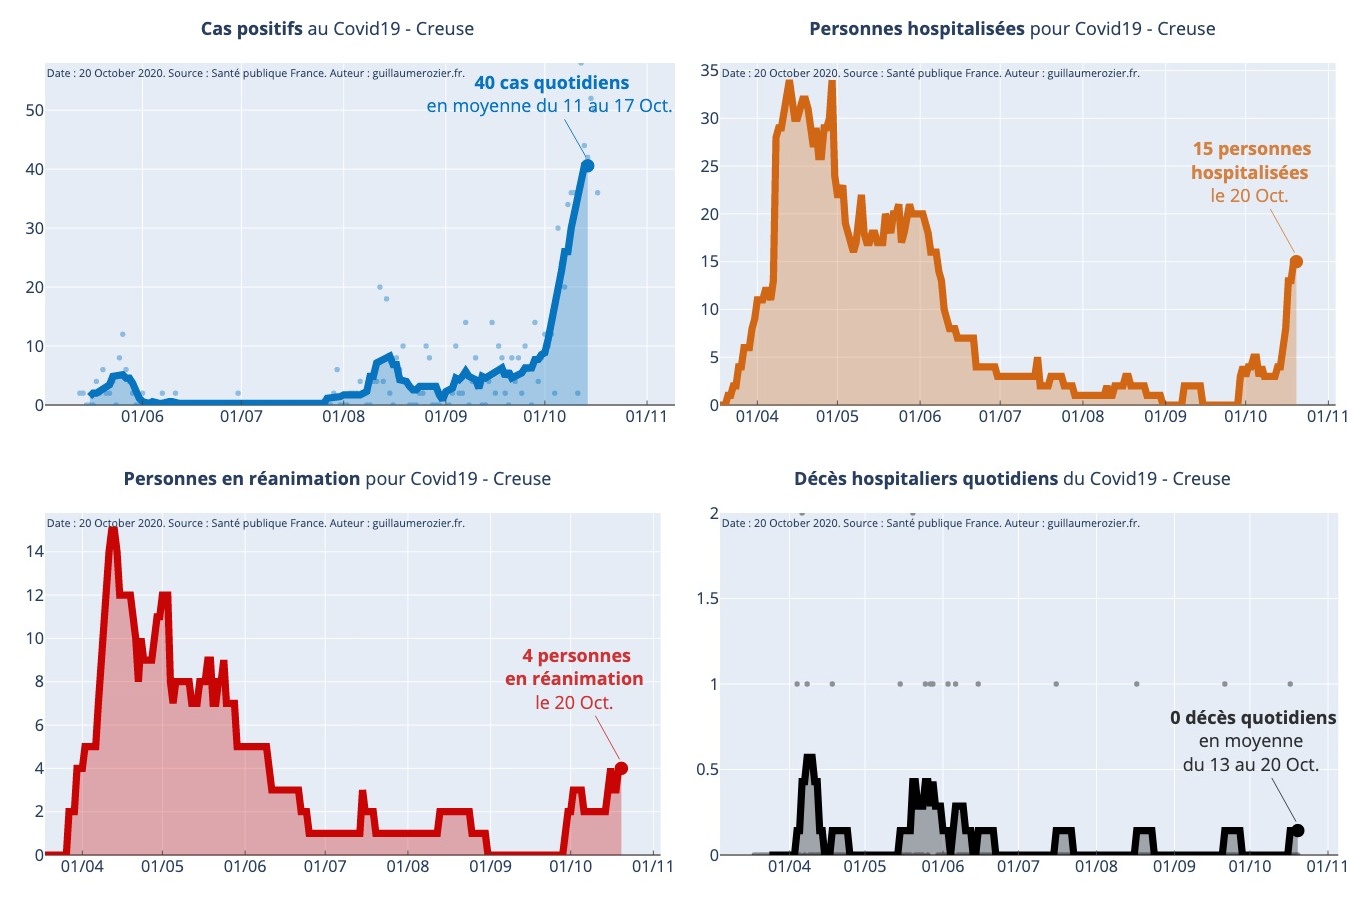 Cas positifs au Covid19 - Creuse
Date : 20 October 2020. Source : Santé publique France. Auteur : guillaumerozier.fr.
40 cas quotidiens
en moyenne du 11 au 17 Oct.
50
40
30
20
10
0
01/06 01/07 01/08 01/09 01/10 01/11
Personnes hospitalisées pour Covid19 - Creuse
Date : 20 October 2020. Source : Santé publique France. Auteur : guillaumerozier.fr.
35
30
25
20
15
10
5
0
15 personnes
hospitalisées
le 20 Oct.
01/04 01/05 01/06 01/07 01/08 01/09 01/10 01/11
Personnes en réanimation pour Covid19 - Creuse
Date : 20 October 2020. Source : Santé publique France. Auteur : guillaumerozier.fr.
14
12
10
8
6
4
2
0
4 personnes
en réanimation
le 20 Oct.
01/04 01/05 01/06 01/07 01/08 01/09 01/10 01/11
Décès hospitaliers quotidiens du Covid19 - Creuse
Date : 20 October 2020. Source : Santé publique France. Auteur : guillaumerozier.fr.
2
1.5
1
0.5
0
0 décès quotidiens
en moyenne
du 13 au 20 Oct.
01/04 01/05 01/06 01/07 01/08 01/09 01/10 01/11